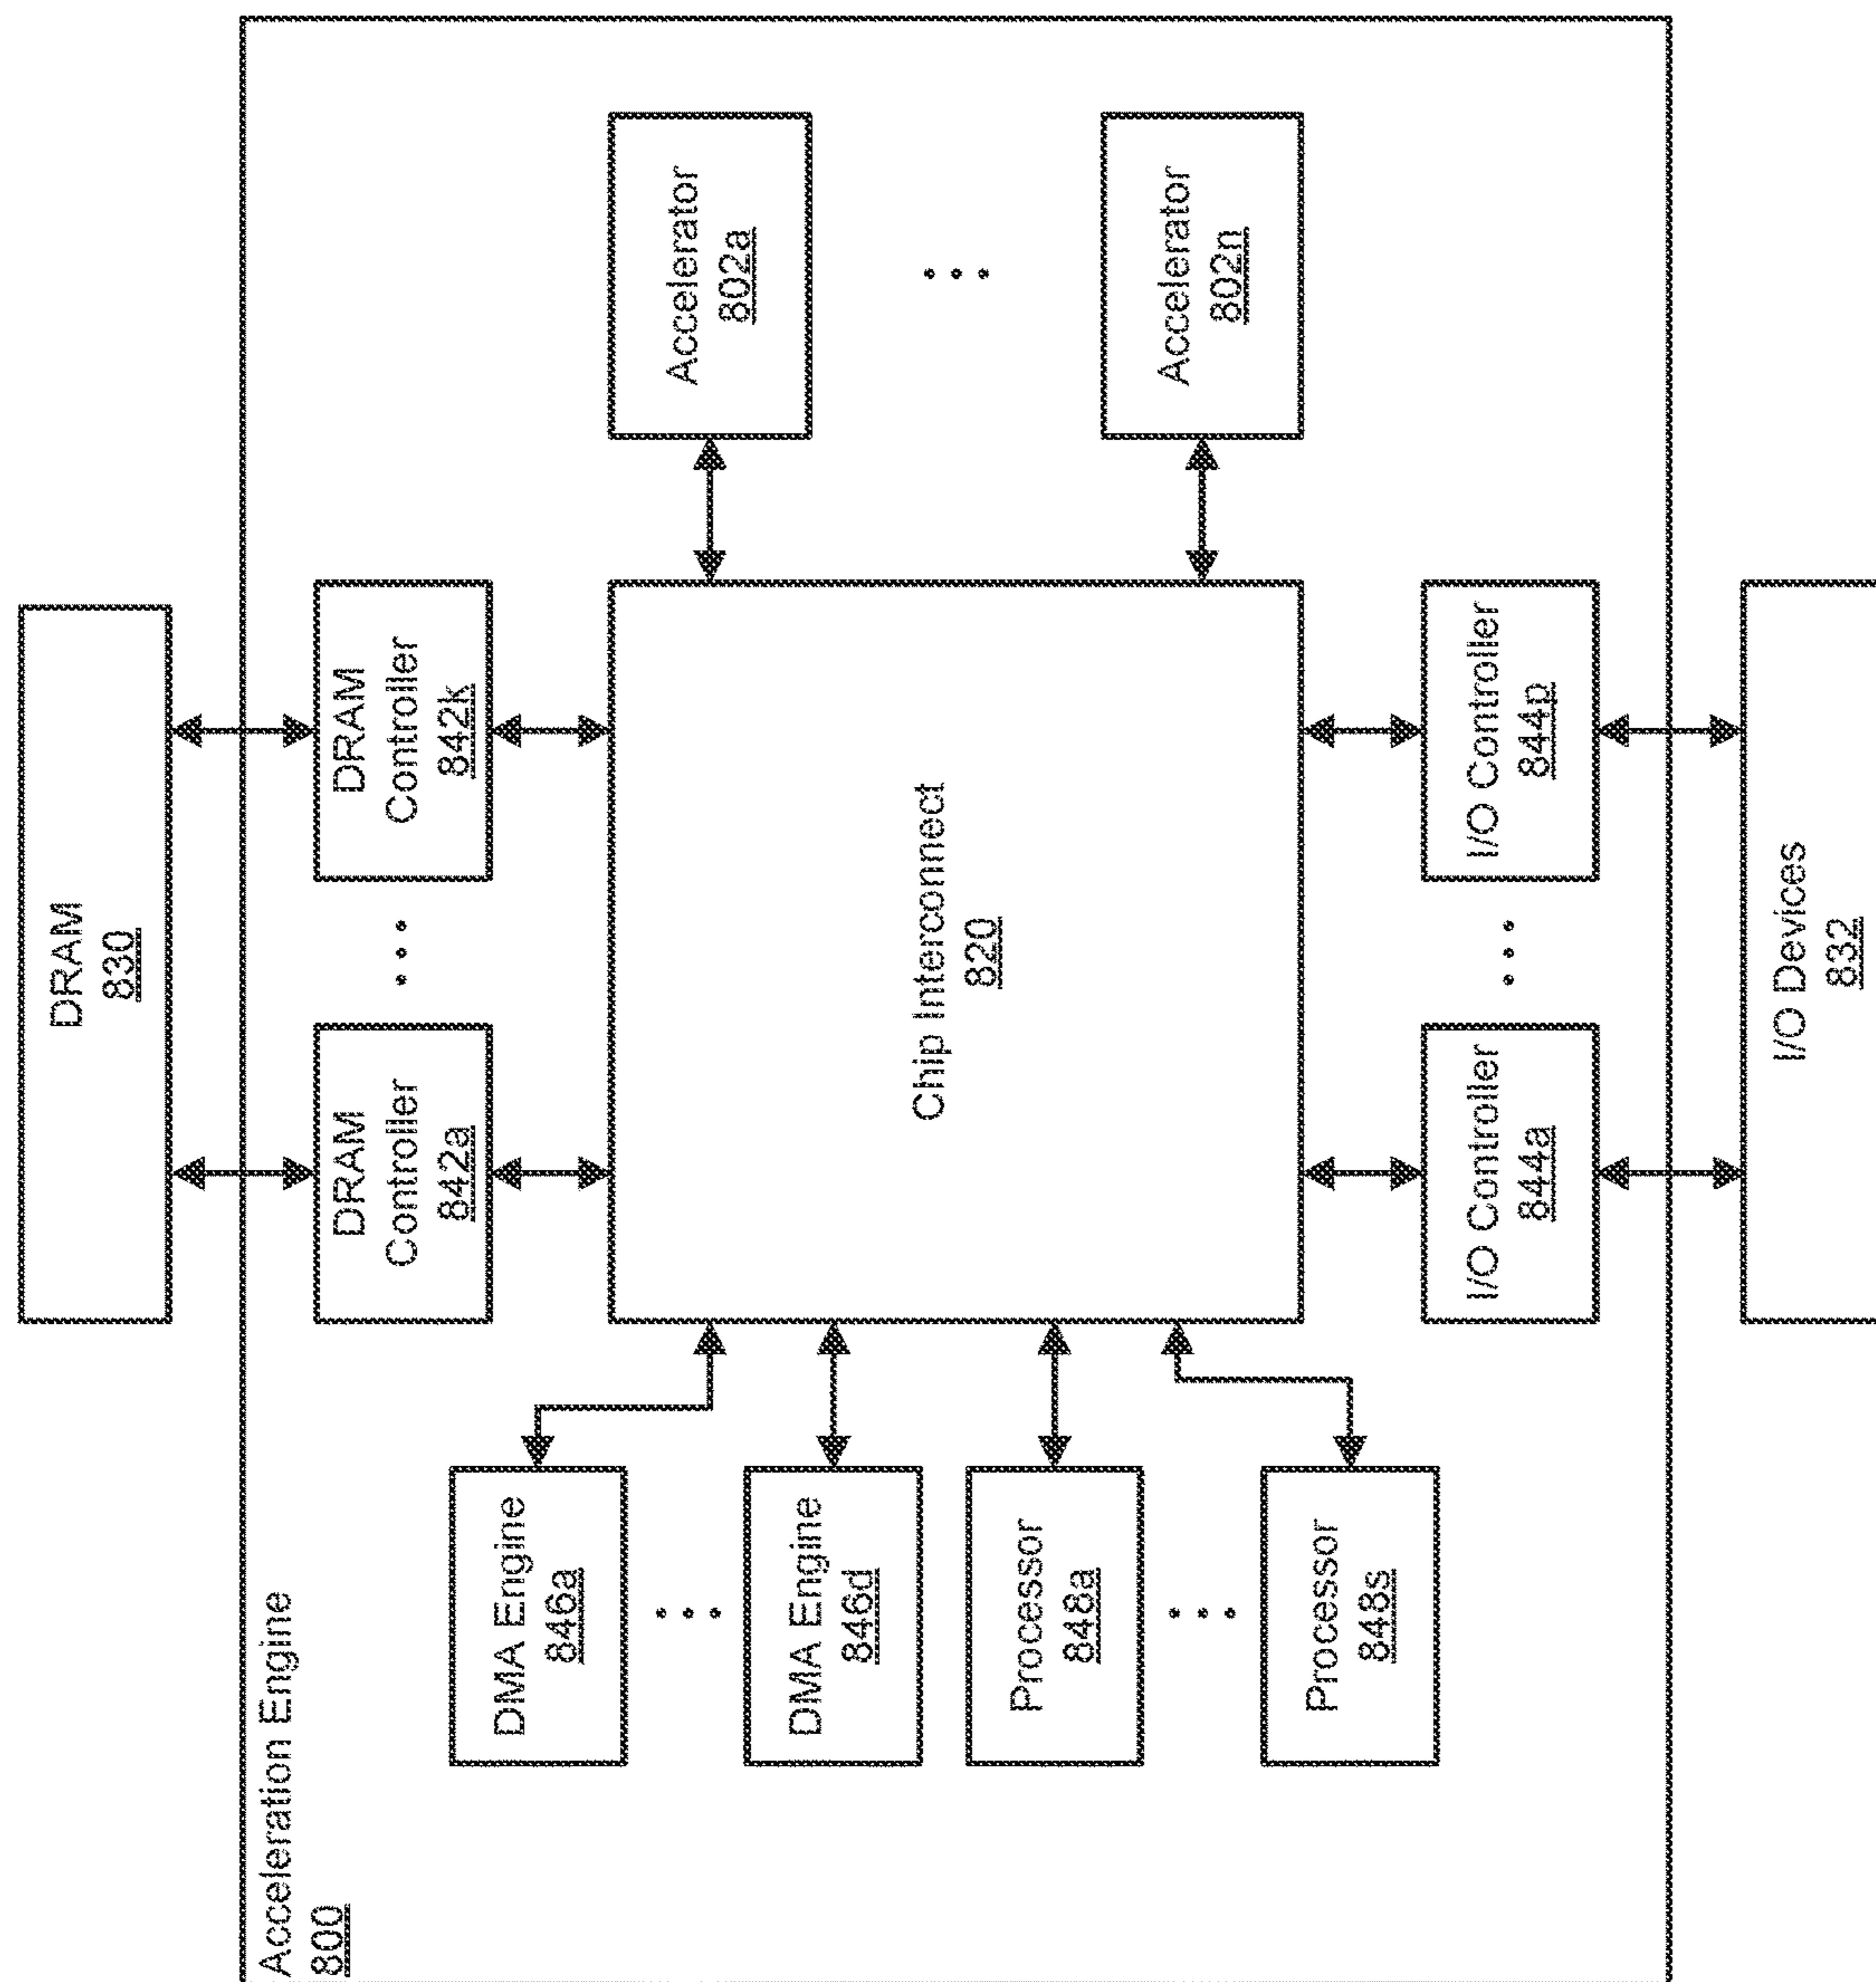 DRAM
830
Acceleration Engine
800
DRAM
Controller
842a
DRAM
Controller
842k
DMA Engine
846a
DMA Engine
846d
Processor
848a
Processor
848s
Chip Interconnect
820
Accelerator
802a
Accelerator
802n
I/O Controller
844a
I/O Controller
844p
I/O Devices
832